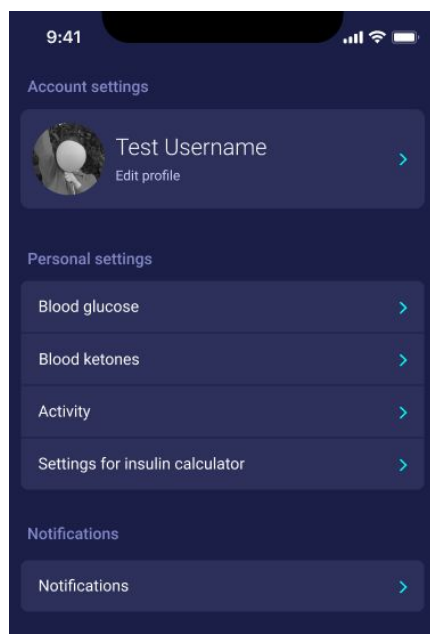 9:41
Account settings
Test Username
Edit profile
Personal settings
Blood glucose
Blood ketones
Activity
Settings for insulin calculator
Notifications
Notifications